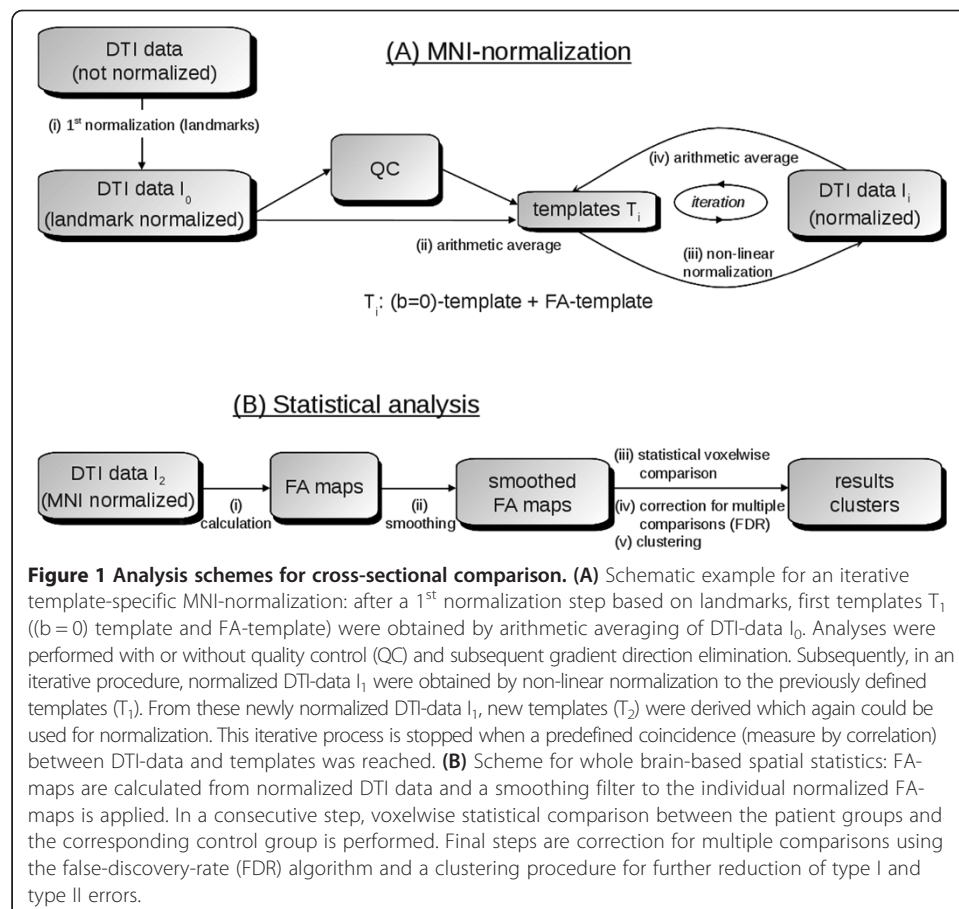 DTI data
(not normalized)
(A) MNI-normalization
(i) 1st normalization (landmarks)
DTI data I0
(landmark normalized)
QC
(ii) arithmetic average
templates Ti
(iv) arithmetic average
iteration
(iii) non-linear
normalization
DTI data Ii
(normalized)
Ti: (b=0)-template + FA-template
(B) Statistical analysis
DTI data I2
(MNI normalized)
(i)
calculation
FA maps
(ii)
smoothing
smoothed
FA maps
(iii) statistical voxelwise
comparison
(iv) correction for multiple
comparisons (FDR)
(v) clustering
results
clusters
Figure 1 Analysis schemes for cross-sectional comparison. (A) Schematic example for an iterative
template-specific MNI-normalization: after a 1st normalization step based on landmarks, first templates T1
((b = 0) template and FA-template) were obtained by arithmetic averaging of DTI-data I0. Analyses were
performed with or without quality control (QC) and subsequent gradient direction elimination. Subsequently, in an
iterative procedure, normalized DTI-data I1 were obtained by non-linear normalization to the previously defined
templates (T1). From these newly normalized DTI-data I1, new templates (T2) were derived which again could be
used for normalization. This iterative process is stopped when a predefined coincidence (measure by correlation)
between DTI-data and templates was reached. (B) Scheme for whole brain-based spatial statistics: FA-
maps are calculated from normalized DTI data and a smoothing filter to the individual normalized FA-
maps is applied. In a consecutive step, voxelwise statistical comparison between the patient groups and
the corresponding control group is performed. Final steps are correction for multiple comparisons using
the false-discovery-rate (FDR) algorithm and a clustering procedure for further reduction of type I and
type II errors.